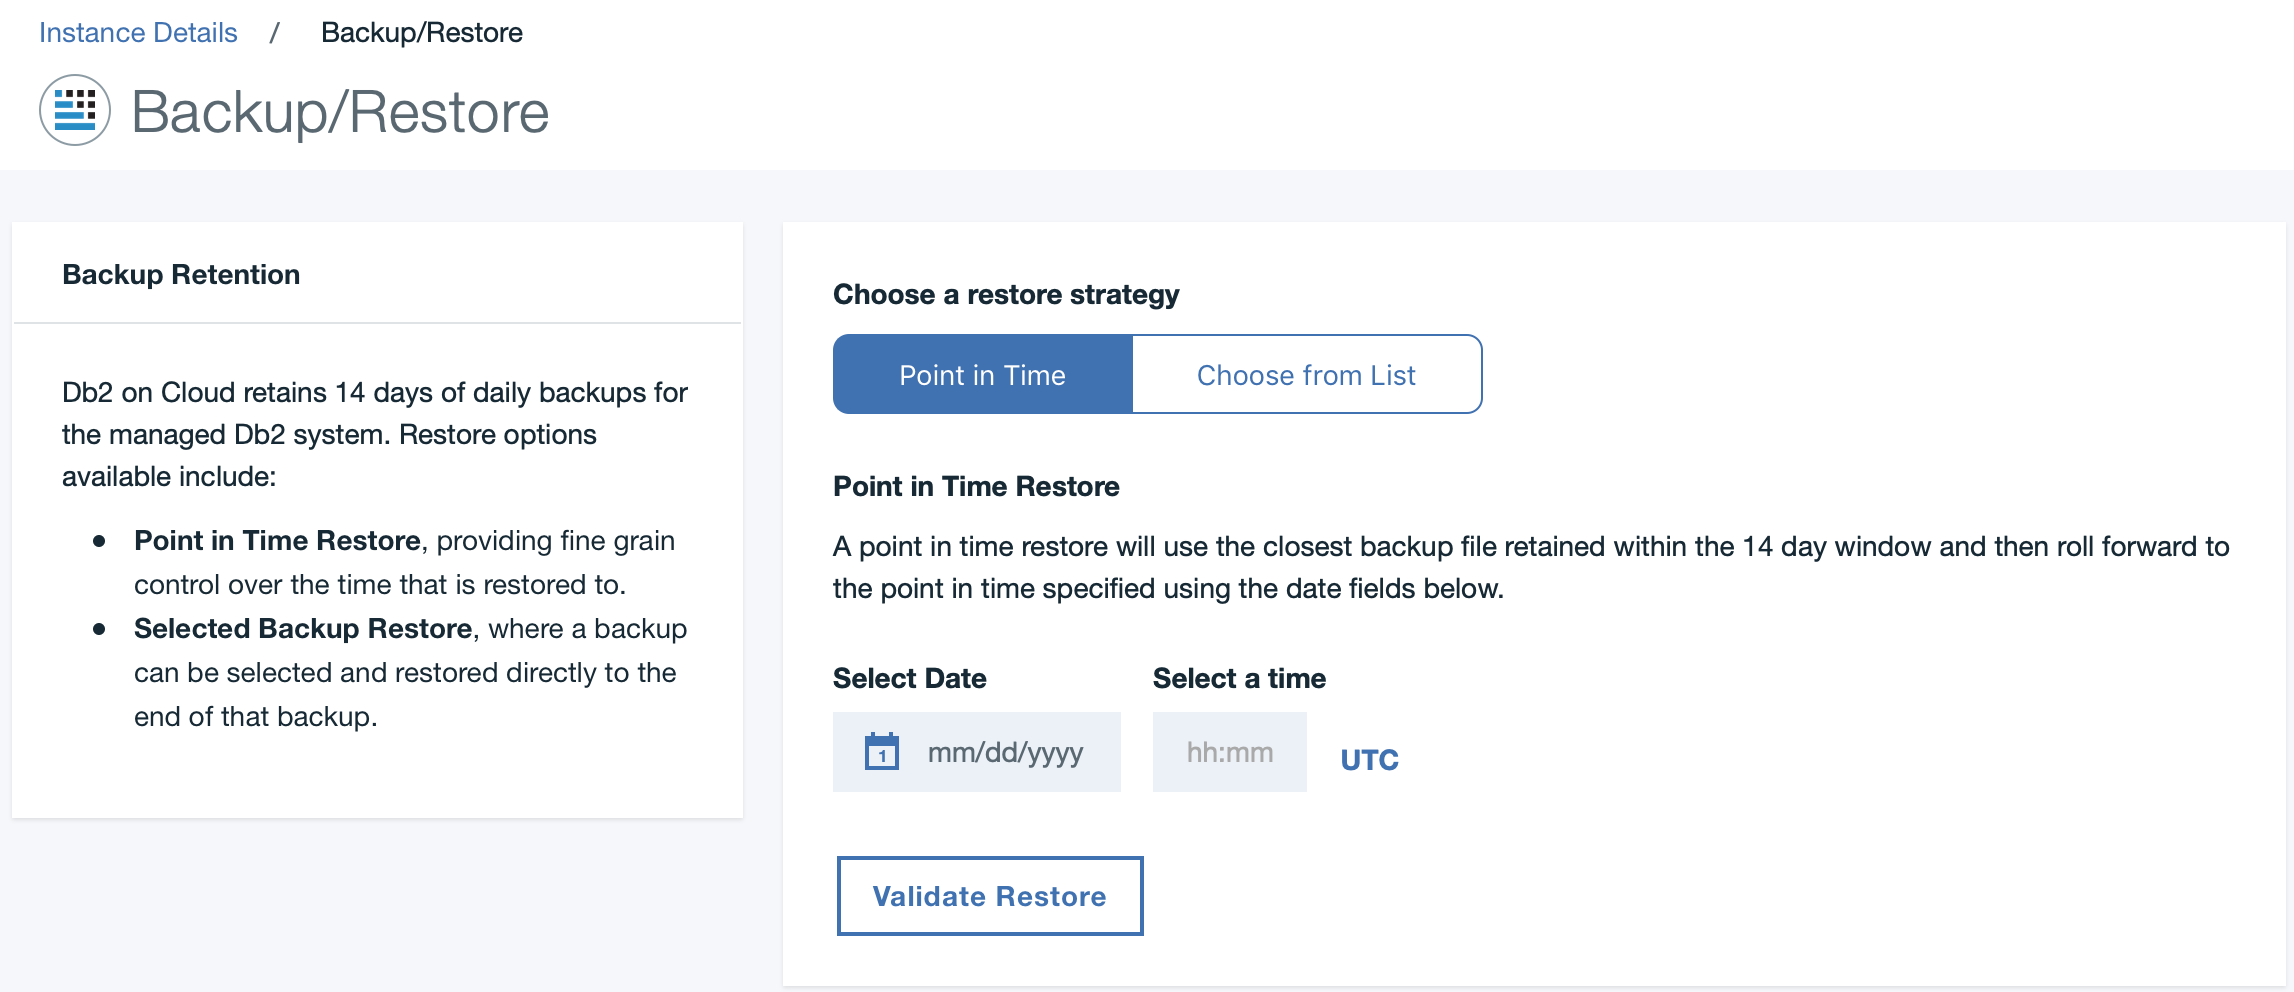 Instance Details / Backup/Restore
Backup/Restore
Backup Retention
Db2 on Cloud retains 14 days of daily backups for
the managed Db2 system. Restore options
available include:
● Point in Time Restore, providing fine grain
control over the time that is restored to.
● Selected Backup Restore, where a backup
can be selected and restored directly to the
end of that backup.
Choose a restore strategy
Point in Time Choose from List
Point in Time Restore
A point in time restore will use the closest backup file retained within the 14 day window and then roll forward to
the point in time specified using the date fields below.
Select Date Select a time
1 mm/dd/yyyy hh:mm UTC
Validate Restore